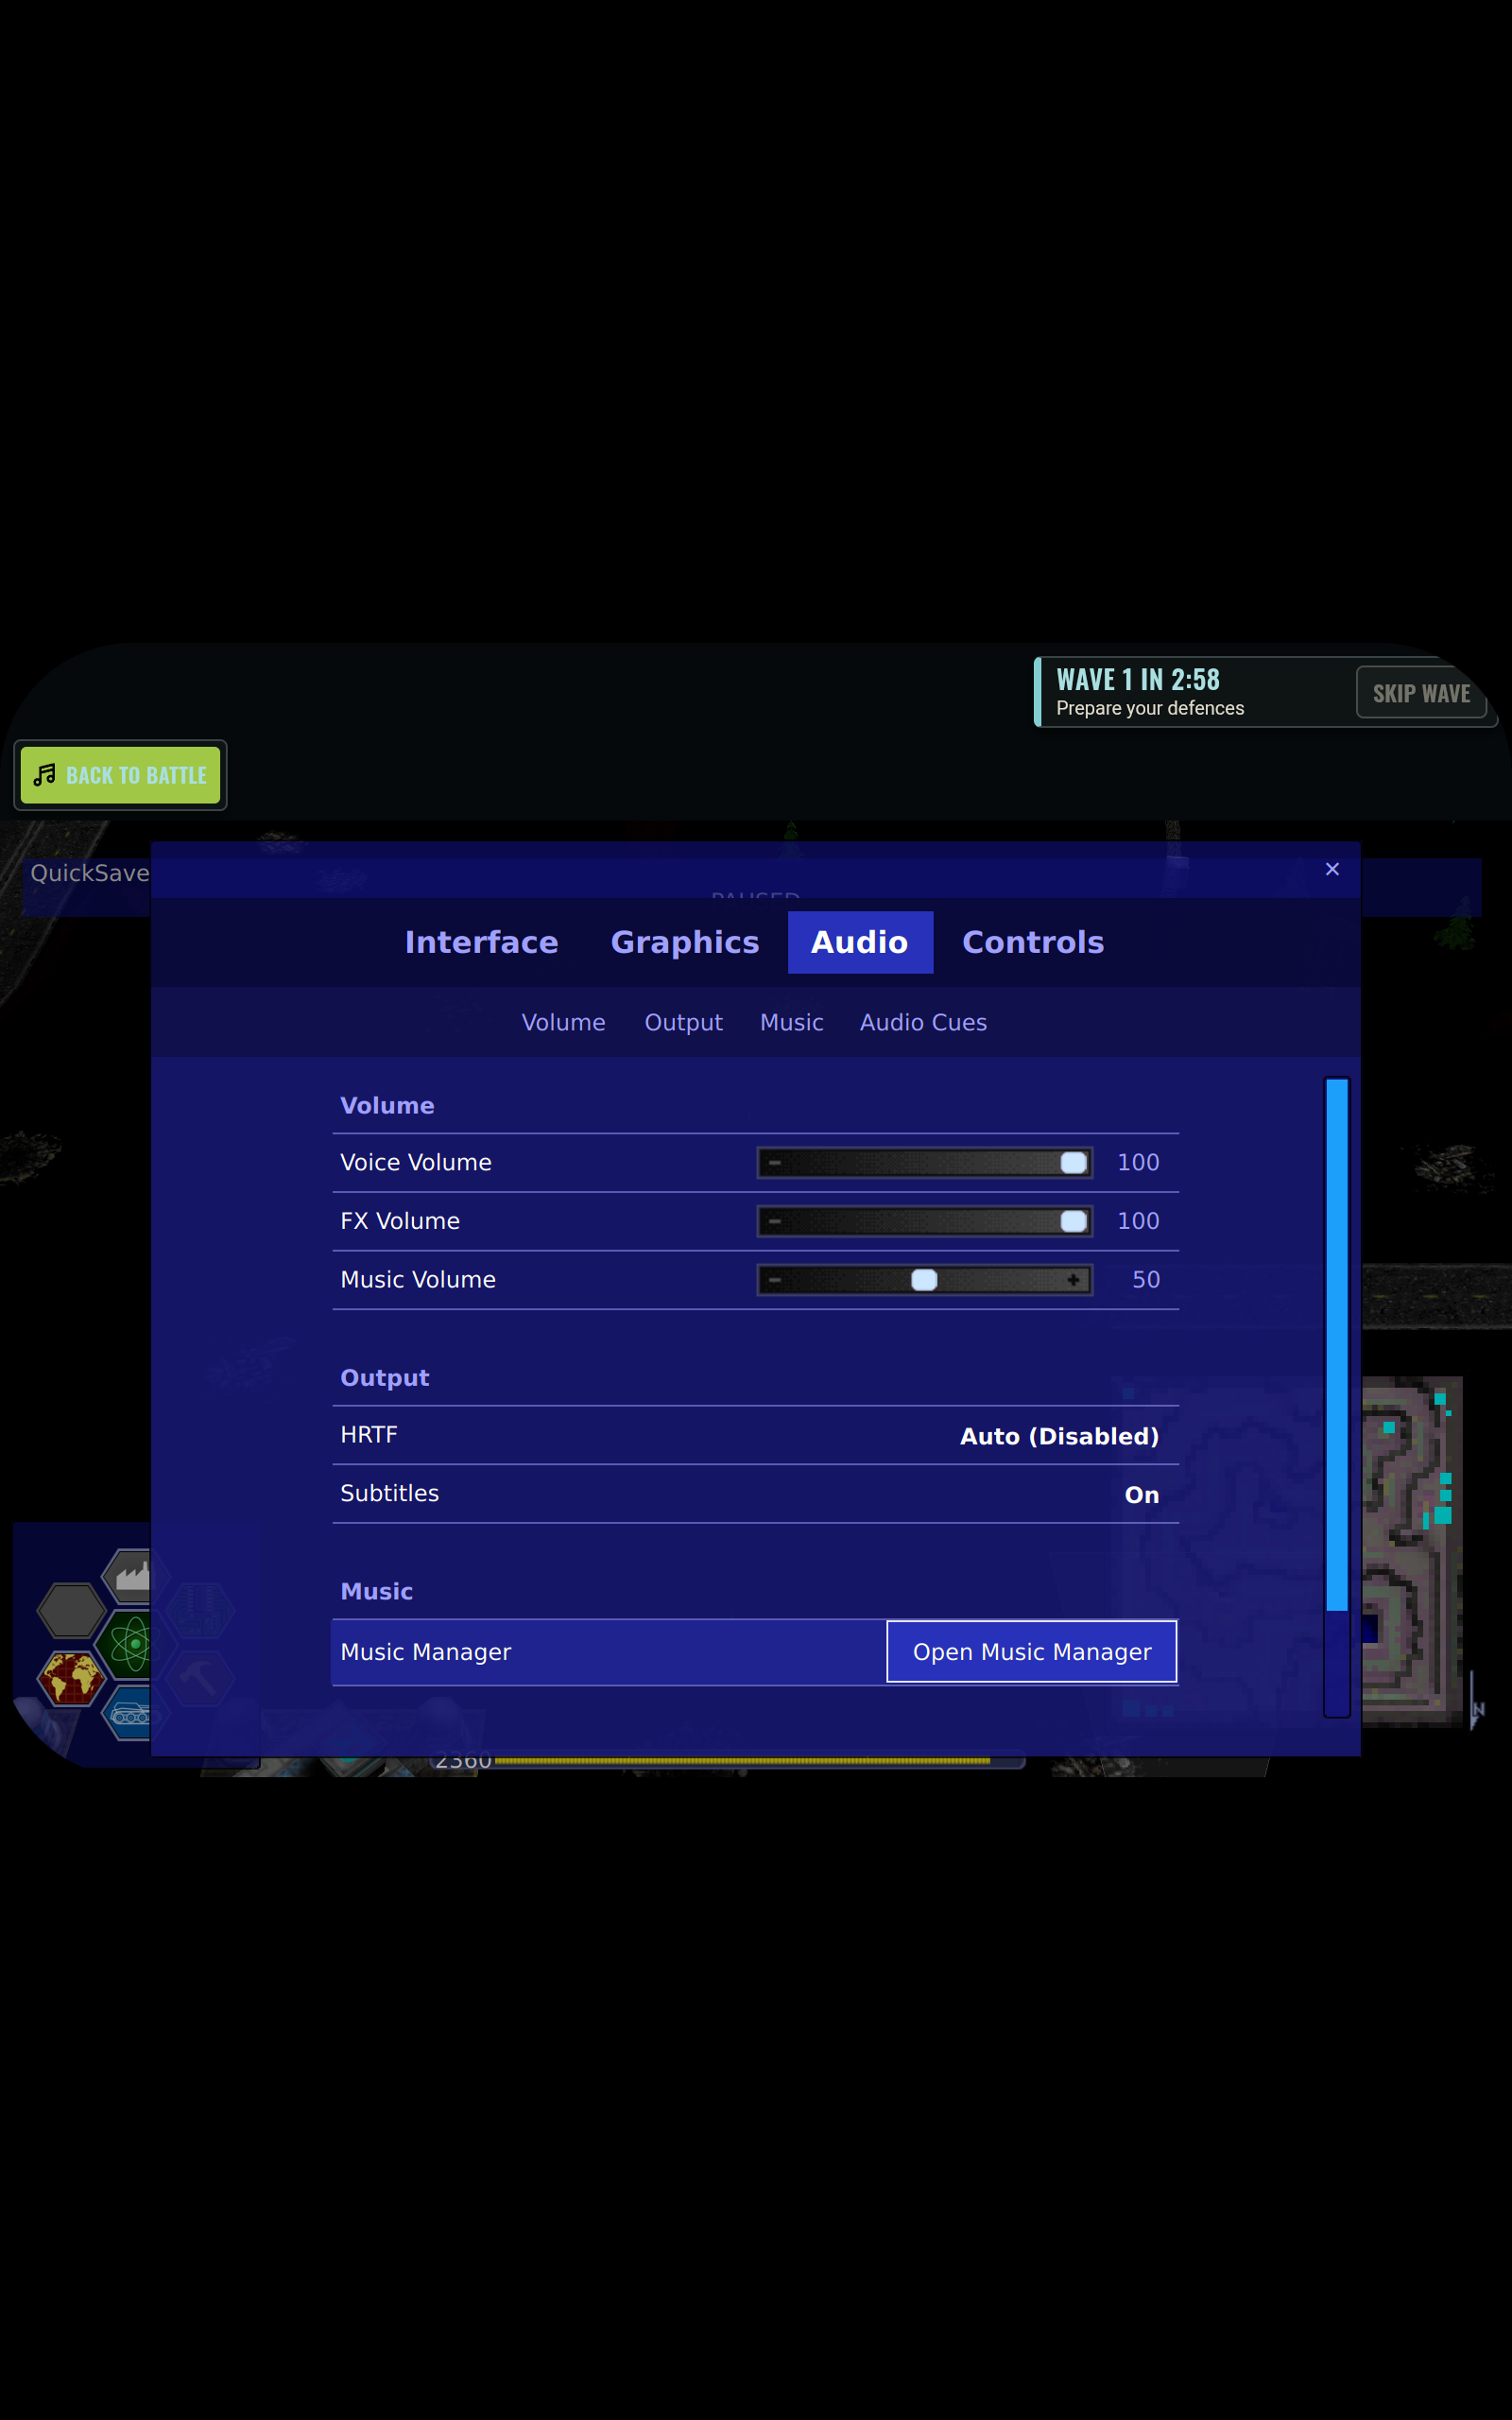 WAVE 1 IN 2:58
Prepare your defences
SKIP WAVE
BACK TO BATTLE
QuickSave
PAUSED
Interface Graphics Audio Controls
Volume Output Music Audio Cues
Volume
Voice Volume 100
FX Volume 100
Music Volume 50
Output
HRTF Auto (Disabled)
Subtitles On
Music
Music Manager Open Music Manager
N
2360